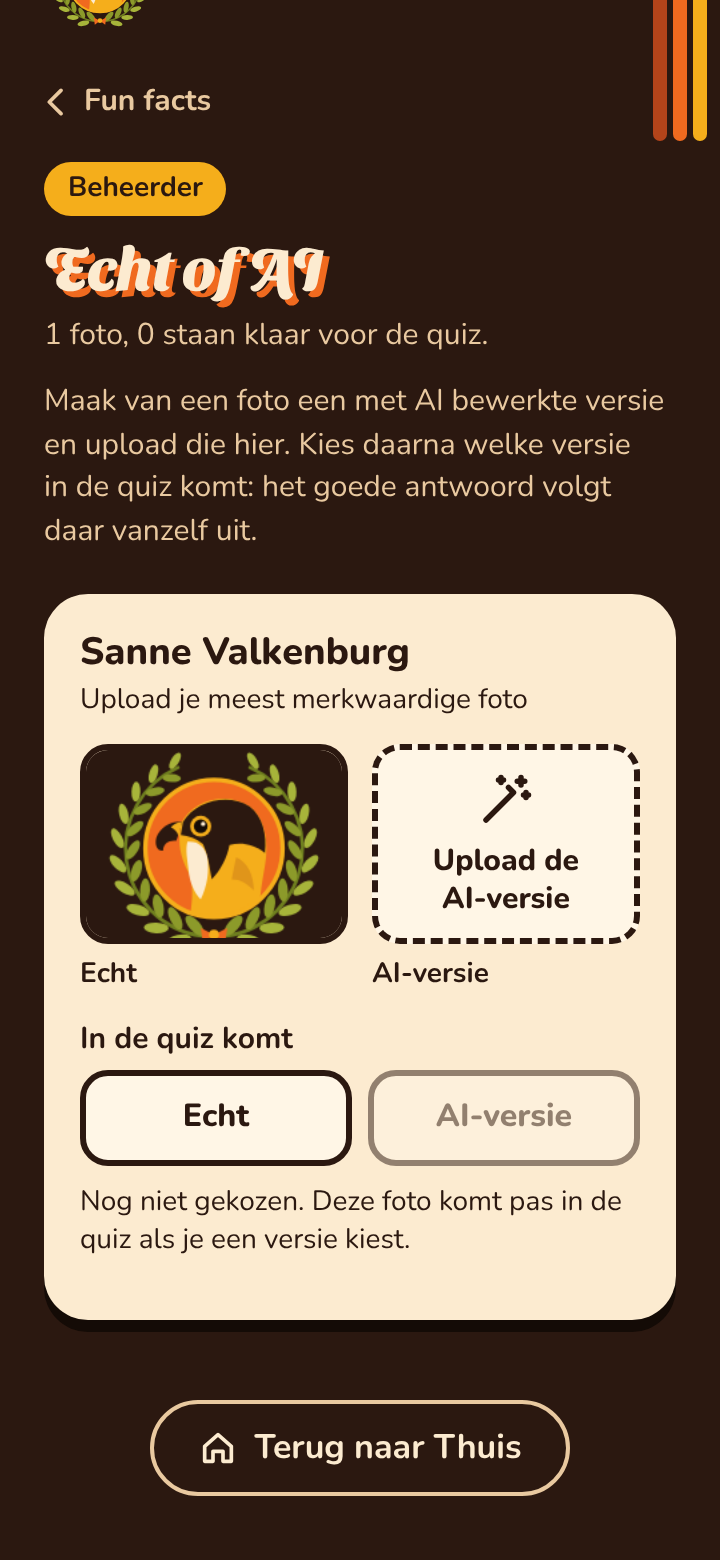 Fun facts
Beheerder
Echt of AI
1 foto, 0 staan klaar voor de quiz.
Maak van een foto een met AI bewerkte versie
en upload die hier. Kies daarna welke versie
in de quiz komt: het goede antwoord volgt
daar vanzelf uit.
Sanne Valkenburg
Upload je meest merkwaardige foto
Upload de
AI-versie
Echt
AI-versie
In de quiz komt
Echt
AI-versie
Nog niet gekozen. Deze foto komt pas in de
quiz als je een versie kiest.
Terug naar Thuis